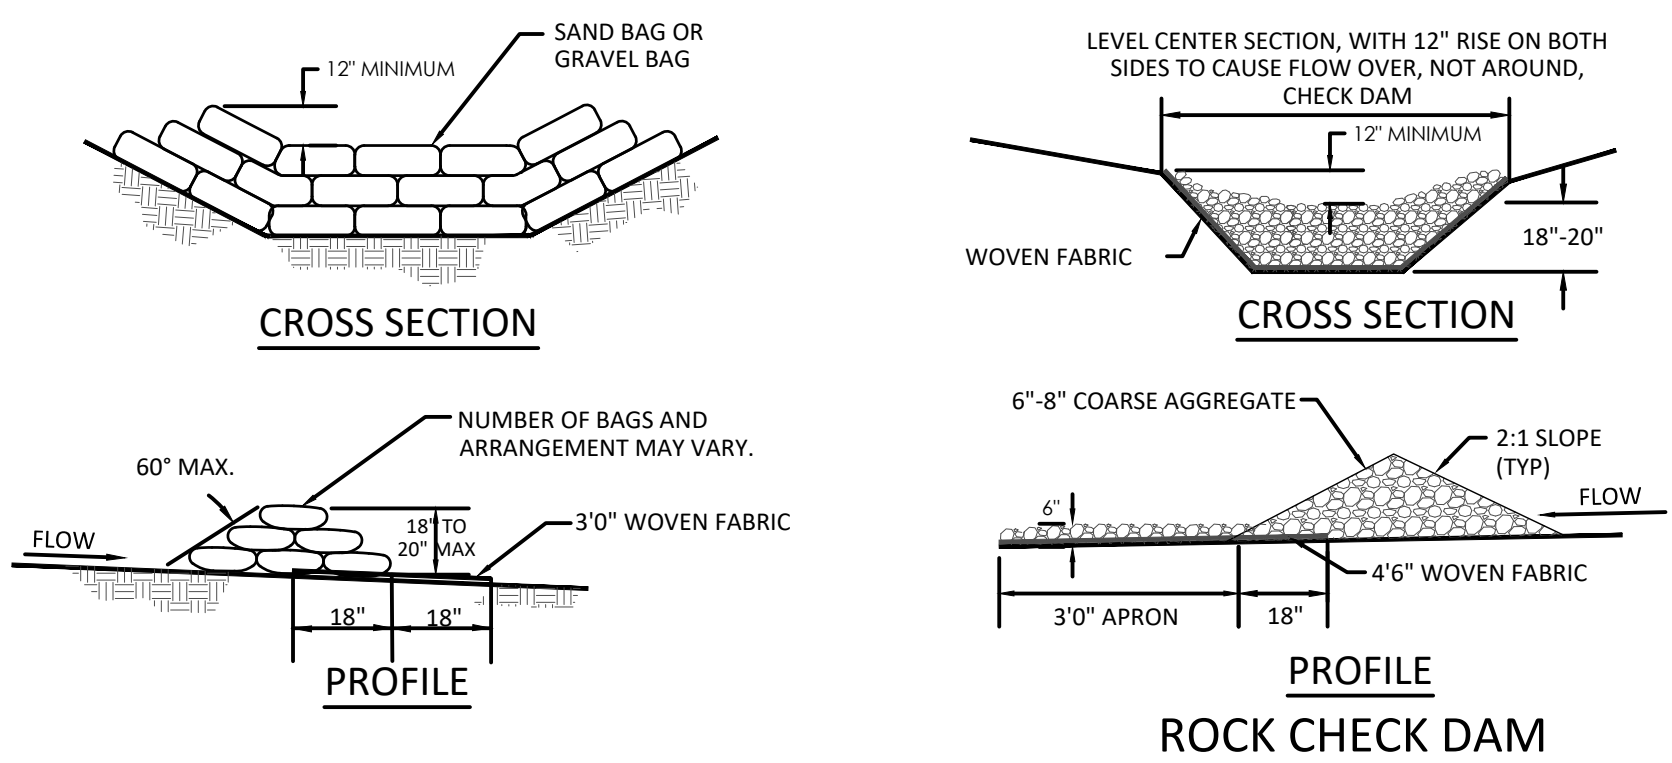 SAND BAG OR
GRAVEL BAG
12" MINIMUM
CROSS SECTION
LEVEL CENTER SECTION, WITH 12" RISE ON BOTH
SIDES TO CAUSE FLOW OVER, NOT AROUND,
CHECK DAM
12" MINIMUM
18"-20"
WOVEN FABRIC
CROSS SECTION
NUMBER OF BAGS AND
ARRANGEMENT MAY VARY.
60° MAX.
FLOW
18" TO
20" MAX
3'0" WOVEN FABRIC
18"
18"
PROFILE
6"-8" COARSE AGGREGATE
2:1 SLOPE
(TYP)
6"
FLOW
4'6" WOVEN FABRIC
3'0" APRON
18"
PROFILE
ROCK CHECK DAM